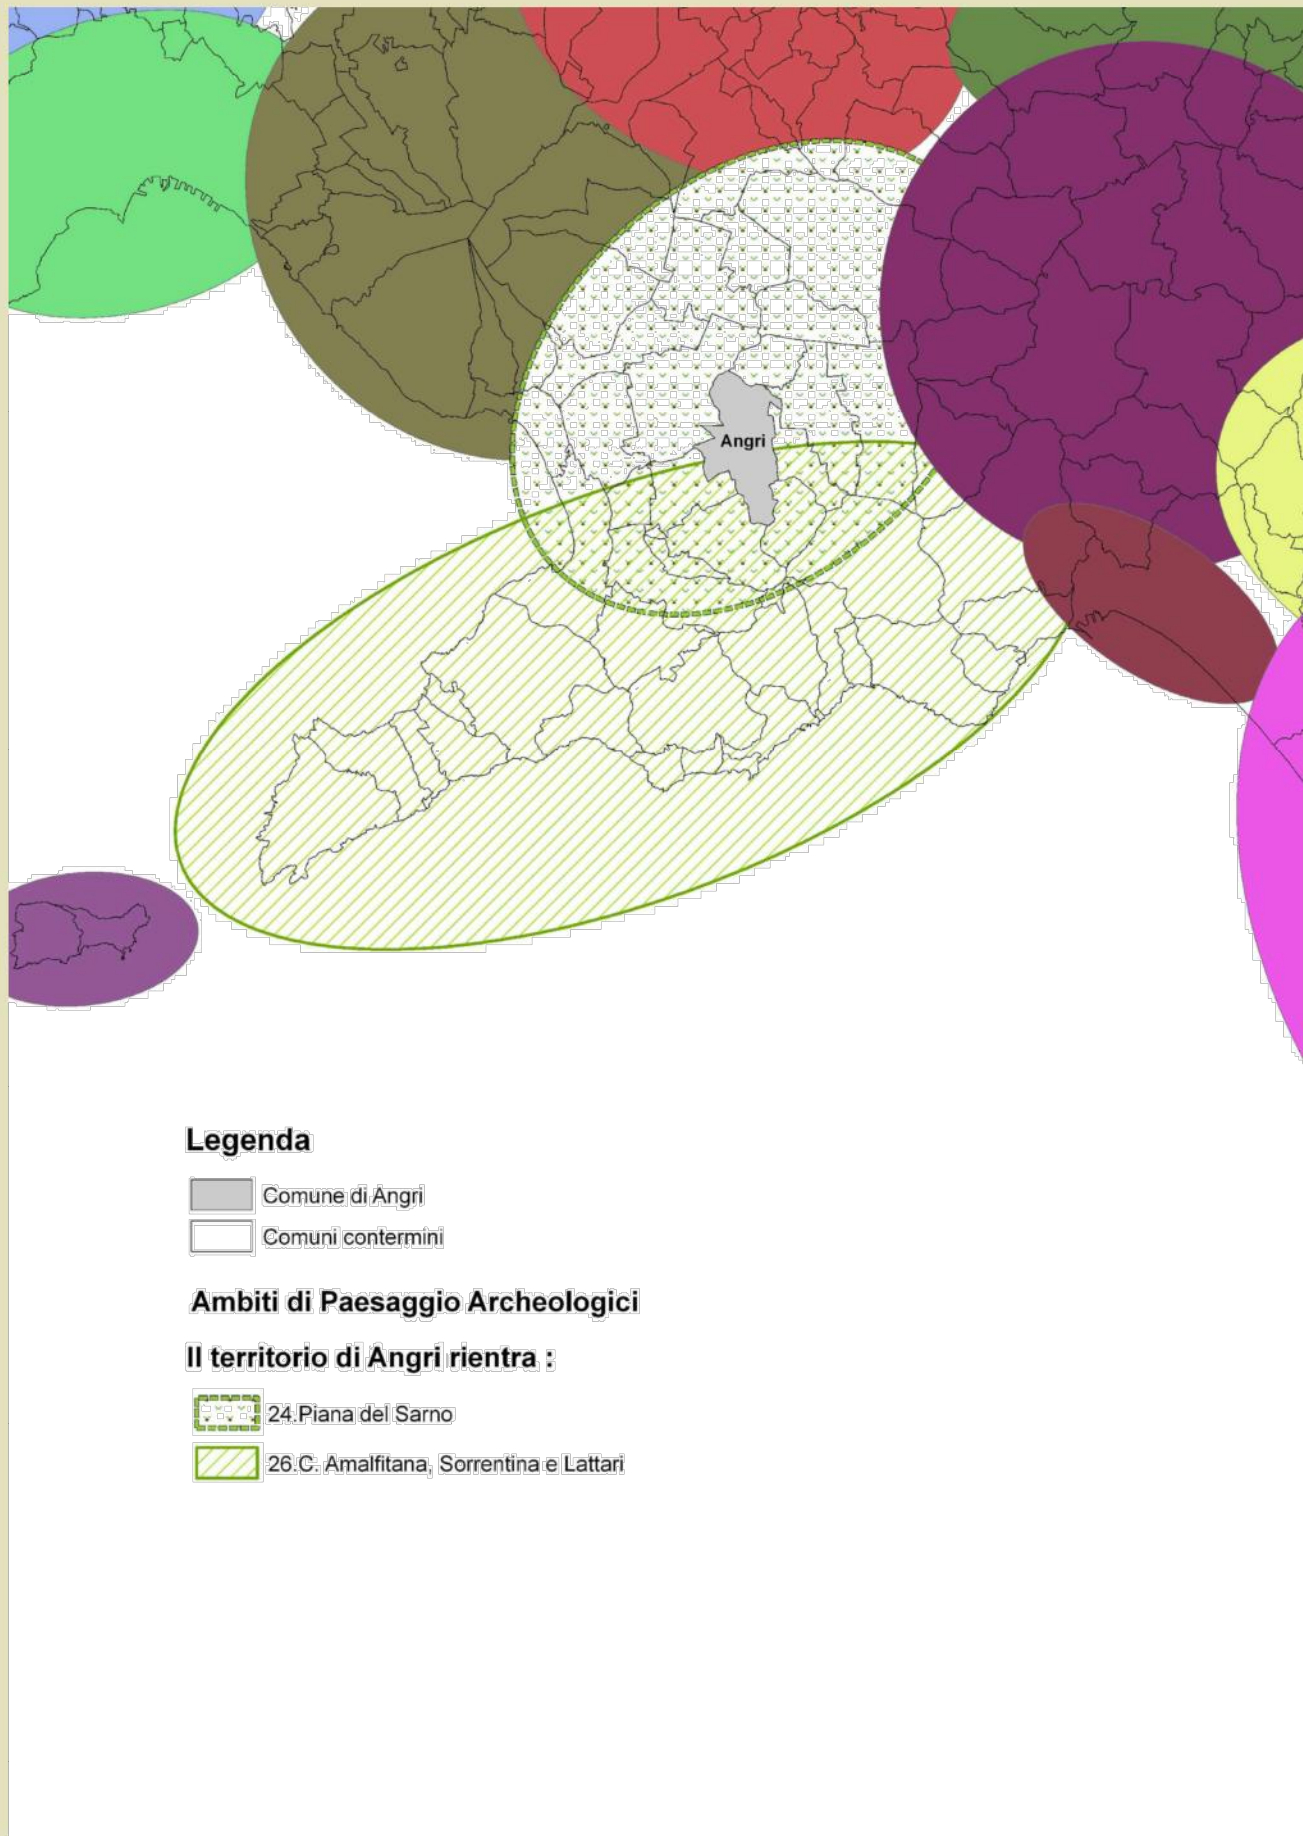 Angri
Legenda
Comune di Angri
Comuni contermini
Ambiti di Paesaggio Archeologici
Il territorio di Angri rientra :
24.Piana del Sarno
26.C. Amalfitana, Sorrentina e Lattari